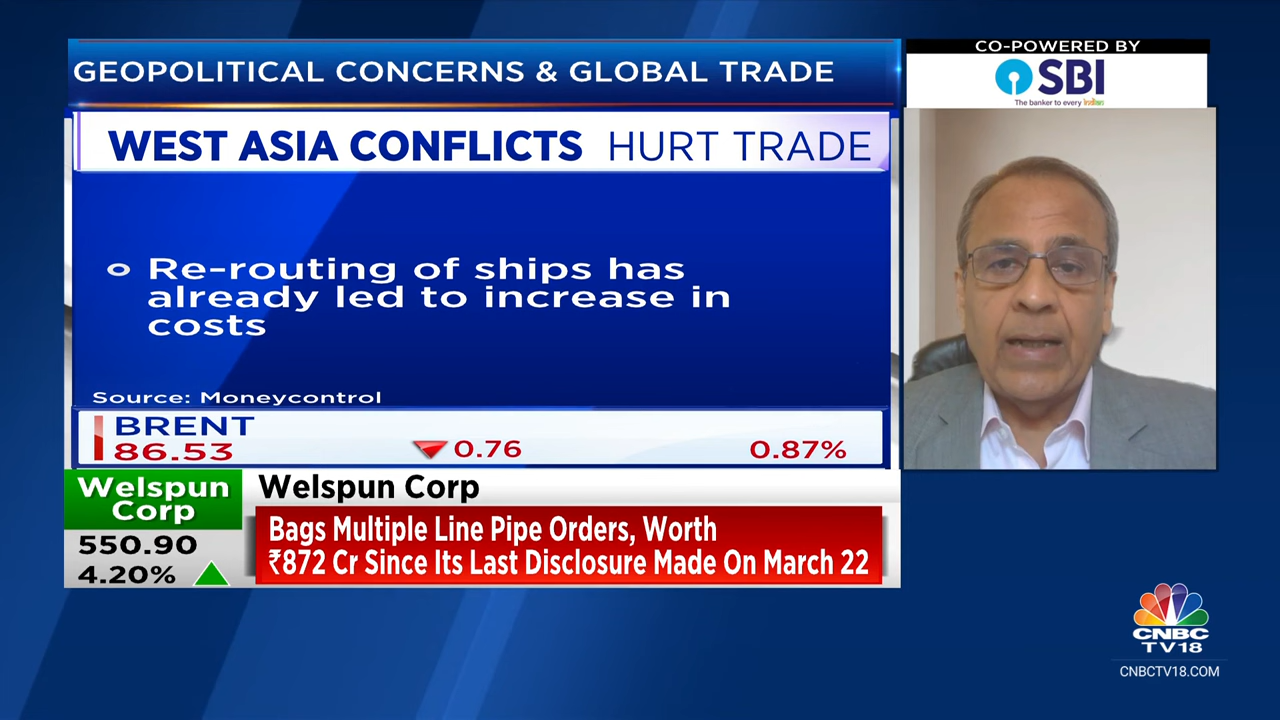 GEOPOLITICAL CONCERNS & GLOBAL TRADE
WEST ASIA CONFLICTS HURT TRADE
Re-routing of ships has
already led to increase in
costs
Source: Moneycontrol
BRENT
86.53 0.76 0.87%
Welspun
Corp
550.90
4.20%
Welspun Corp
Bags Multiple Line Pipe Orders, Worth
₹872 Cr Since Its Last Disclosure Made On March 22
CO-POWERED BY
SBI
The banker to every Indian
CNBC
TV18
CNBCTV18.COM